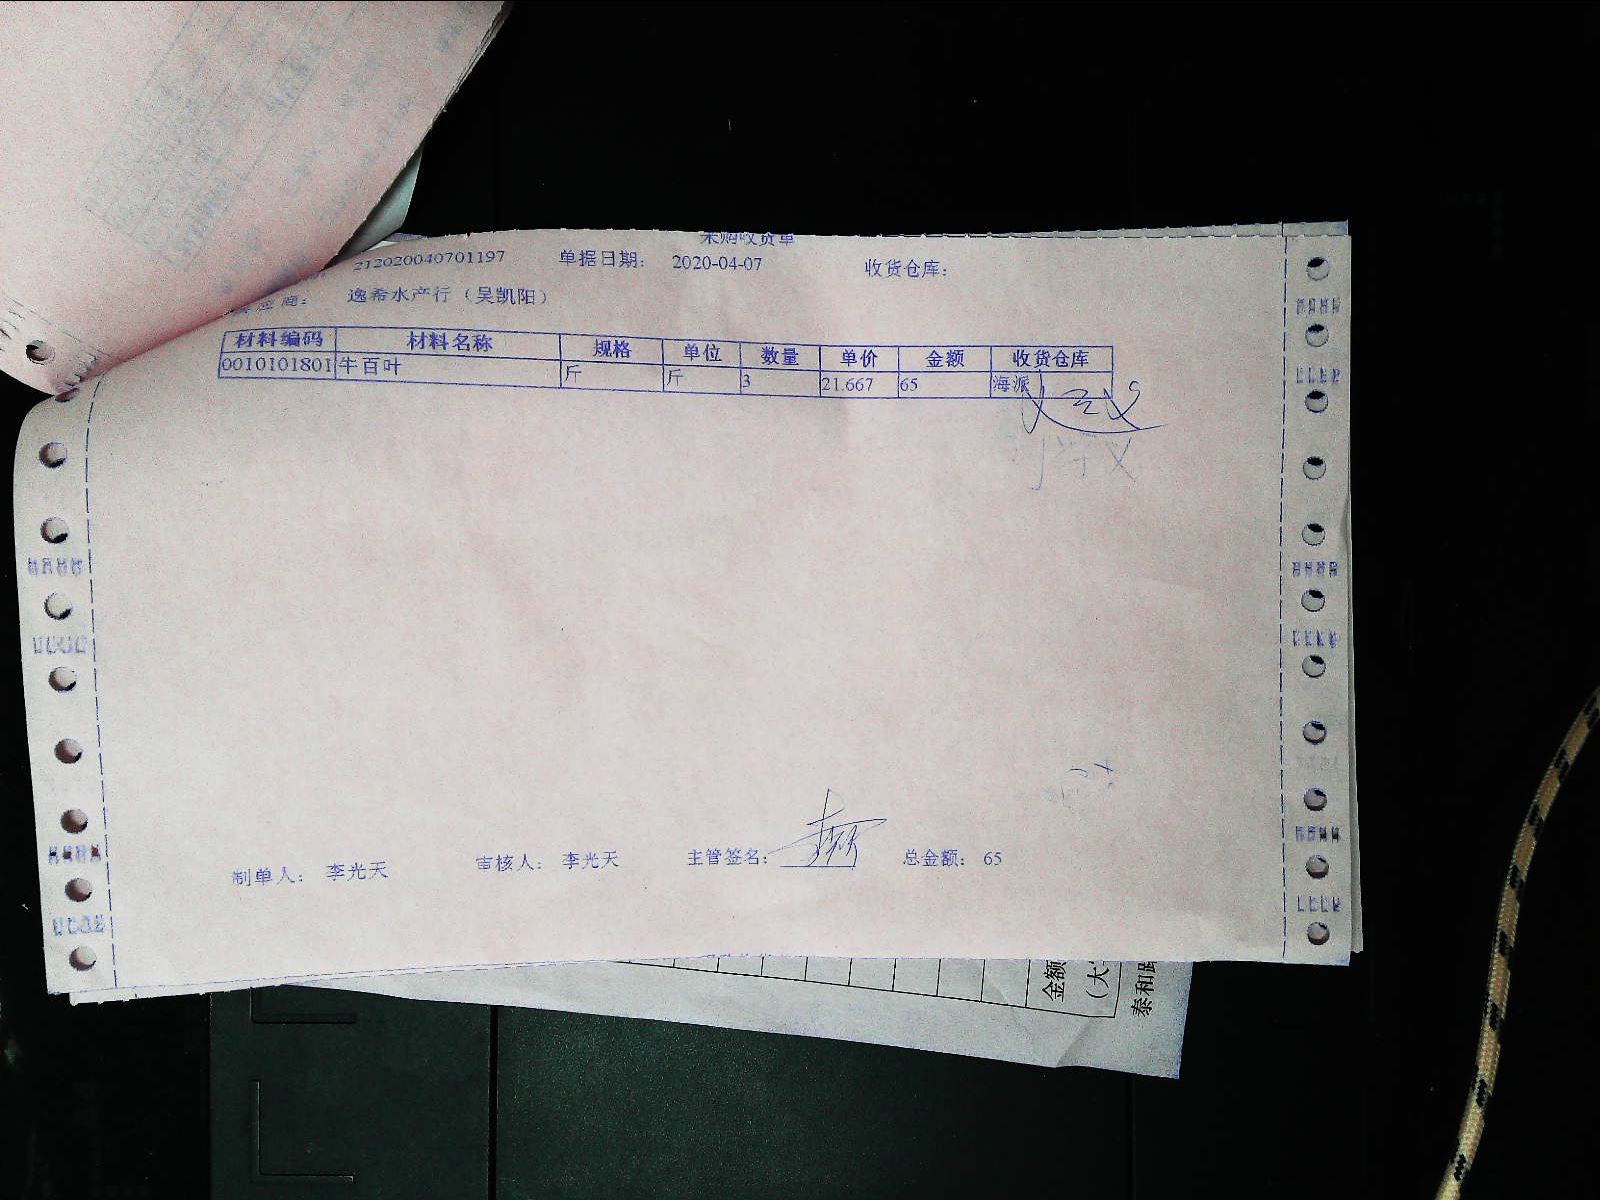 采购收货单
212020040701197 单据日期: 2020-04-07 收货仓库:
应商: 逸希水产行（吴凯阳）
材料编码 材料名称 规格 单位 数量 单价 金额 收货仓库
0010101801 牛百叶 斤 斤 3 21.667 65 海派
制单人: 李光天 审核人: 李光天 主管签名: 总金额: 65
金额
(大
泰和